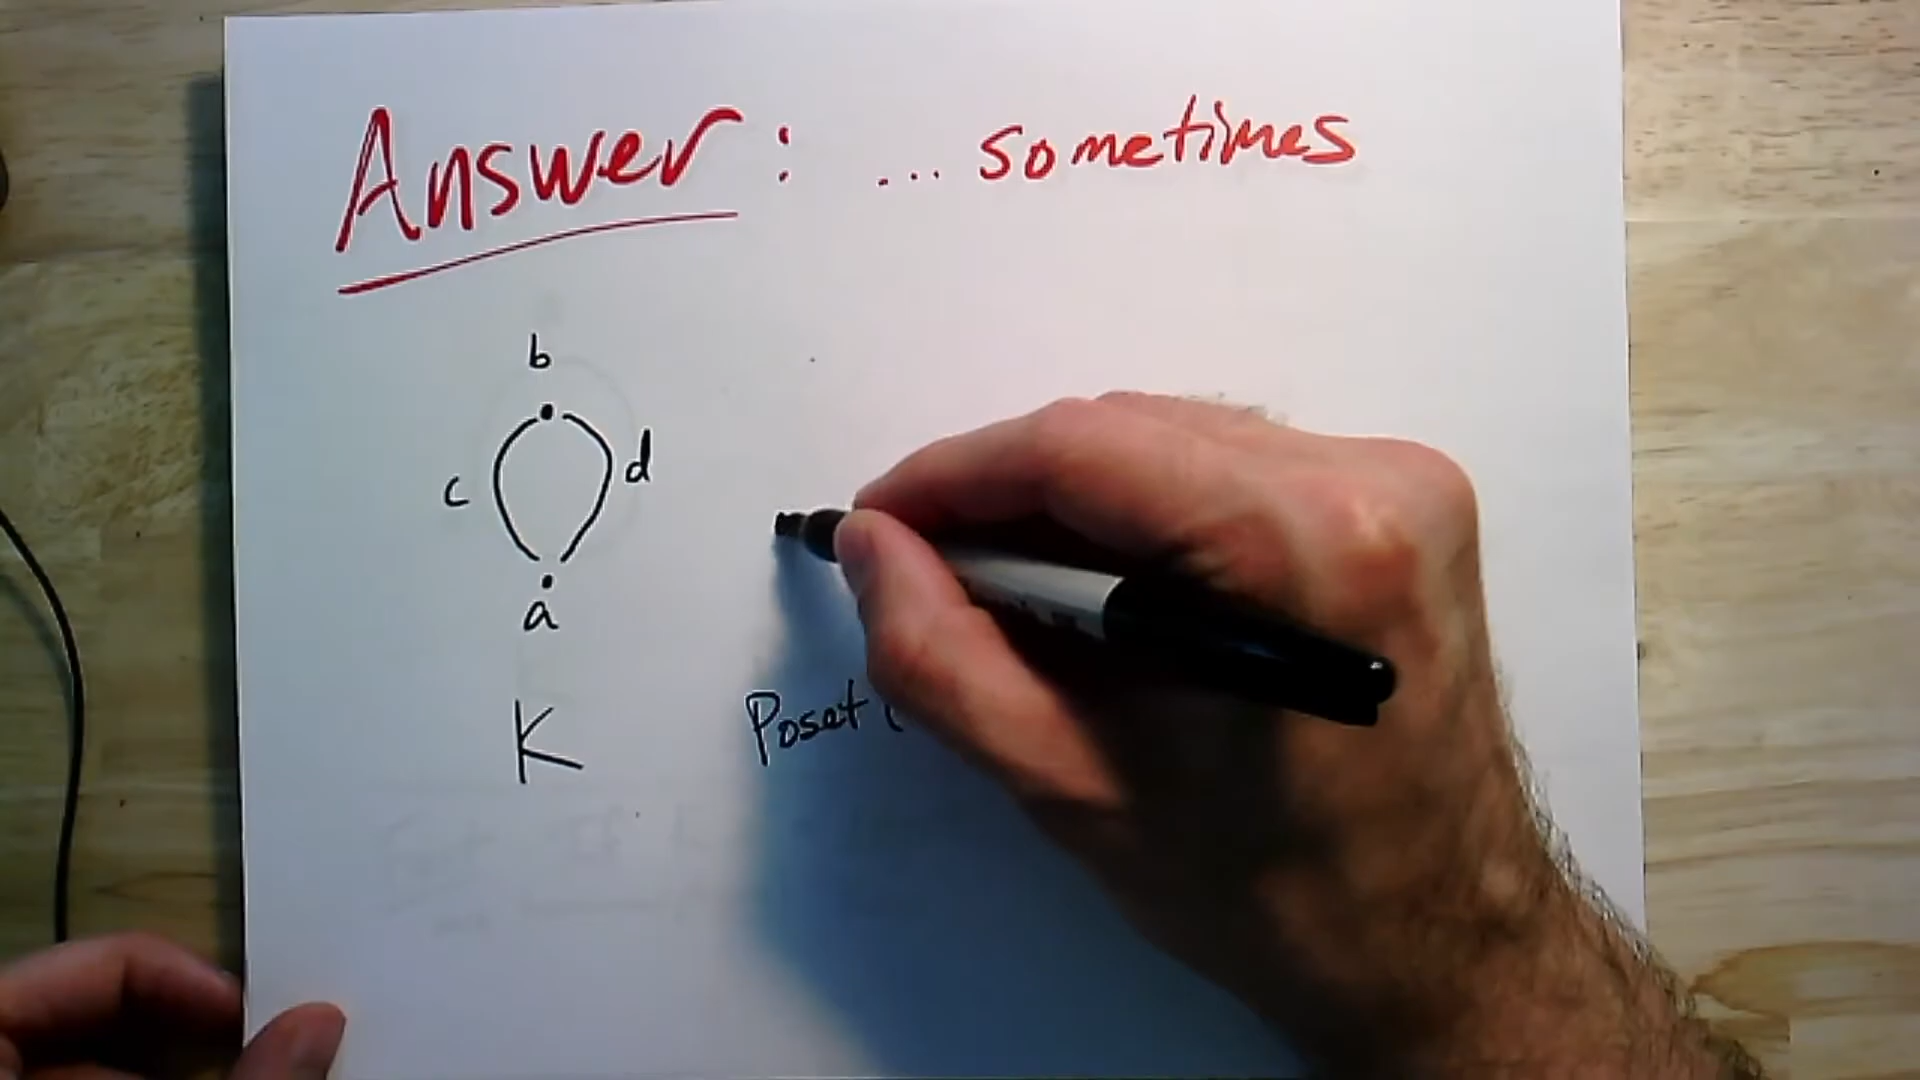 Answer: ... sometimes
b
c d
a
K Poset (